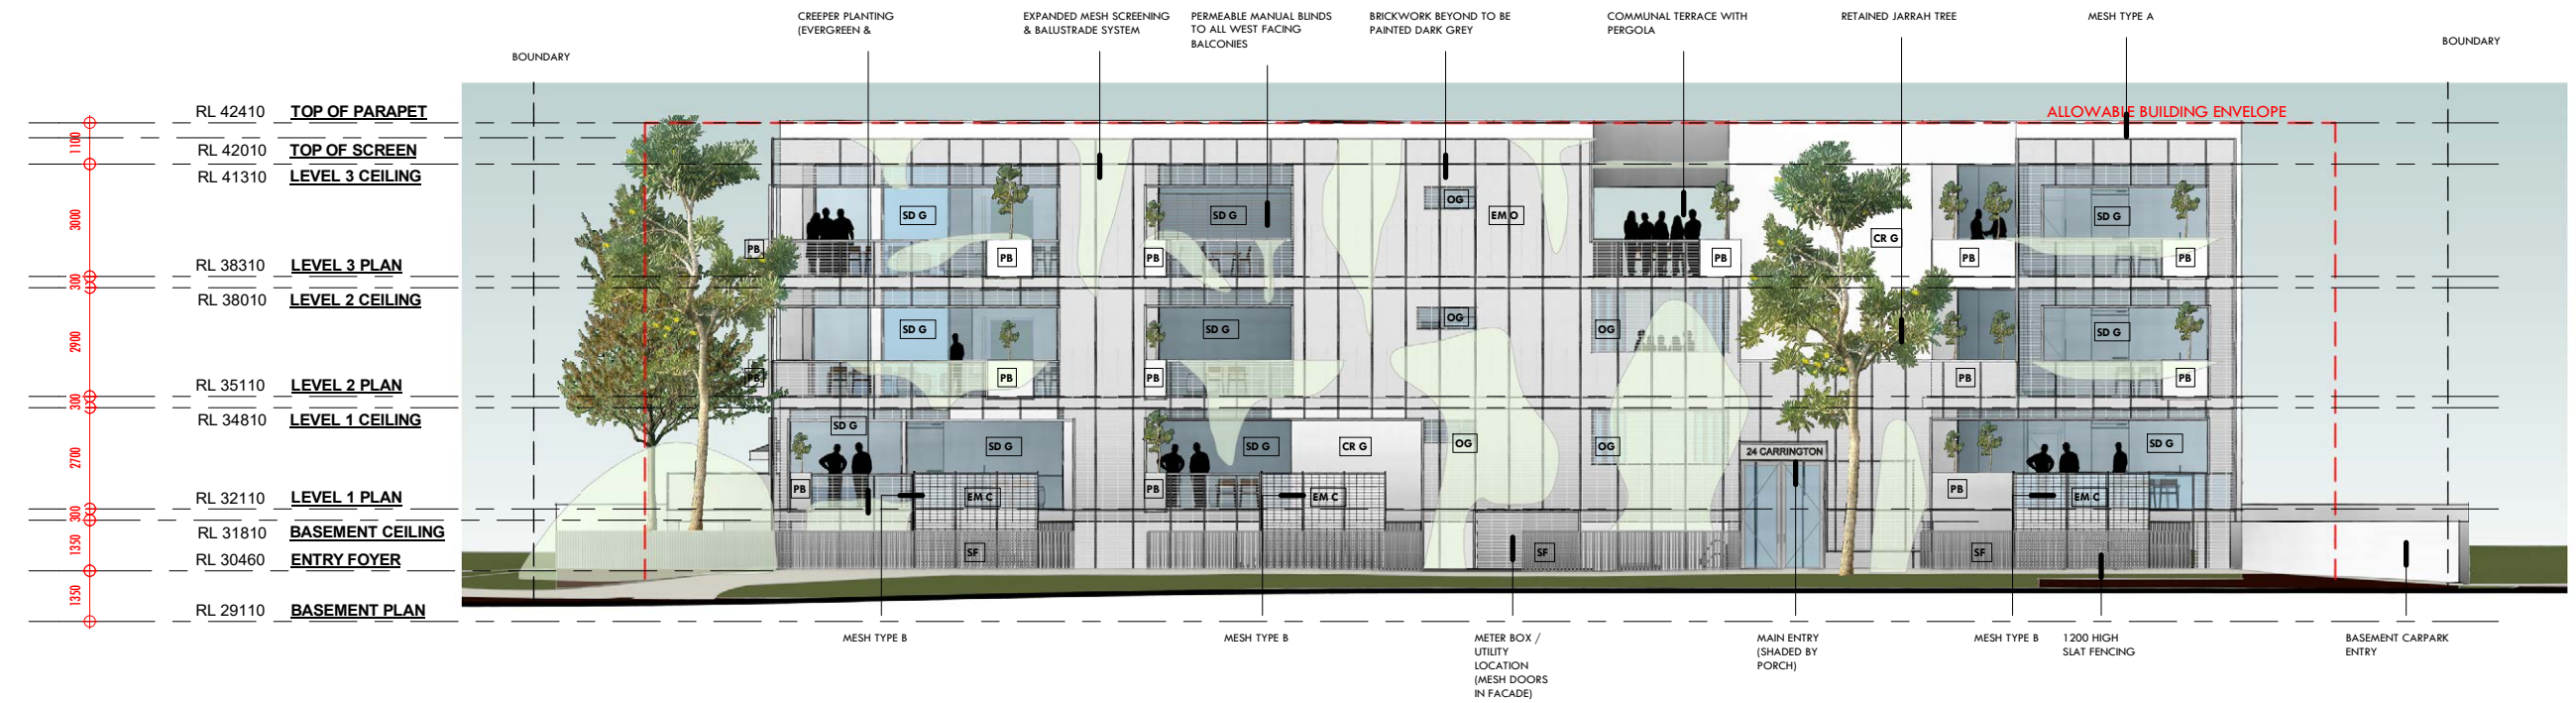 CREEPER PLANTING
(EVERGREEN &
EXPANDED MESH SCREENING
& BALUSTRADE SYSTEM
PERMEABLE MANUAL BLINDS
TO ALL WEST FACING
BALCONIES
BRICKWORK BEYOND TO BE
PAINTED DARK GREY
COMMUNAL TERRACE WITH
PERGOLA
RETAINED JARRAH TREE
MESH TYPE A
BOUNDARY
BOUNDARY
ALLOWABLE BUILDING ENVELOPE
RL 42410 TOP OF PARAPET
1100
RL 42010 TOP OF SCREEN
RL 41310 LEVEL 3 CEILING
3000
RL 38310 LEVEL 3 PLAN
300
RL 38010 LEVEL 2 CEILING
2900
RL 35110 LEVEL 2 PLAN
300
RL 34810 LEVEL 1 CEILING
2700
RL 32110 LEVEL 1 PLAN
300
RL 31810 BASEMENT CEILING
1350
RL 30460 ENTRY FOYER
1350
RL 29110 BASEMENT PLAN
OG
SD G
SD G
EM O
SD G
CR G
PB
PB
PB
PB
PB
PB
OG
SD G
SD G
OG
SD G
PB
PB
PB
PB
PB
SD G
SD G
SD G
CR G
OG
OG
24 CARRINGTON
SD G
PB
PB
PB
EM C
EM C
EM C
SF
SF
SF
MESH TYPE B
MESH TYPE B
METER BOX /
UTILITY
LOCATION
(MESH DOORS
IN FACADE)
MAIN ENTRY
(SHADED BY
PORCH)
MESH TYPE B
1200 HIGH
SLAT FENCING
BASEMENT CARPARK
ENTRY